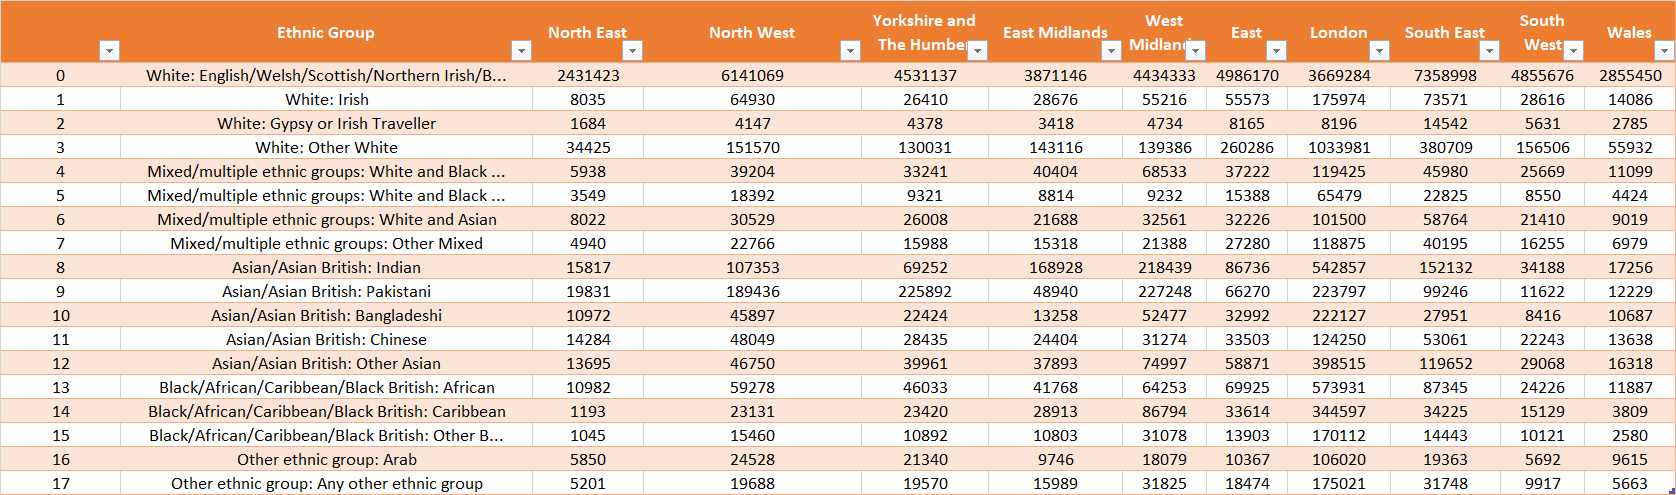 Ethnic Group North East North West Yorkshire and The Humber East Midlands West Midlands East London South East South West Wales
0 White: English/Welsh/Scottish/Northern Irish/B... 2431423 6141069 4531137 3871146 4434333 4986170 3669284 7358998 4855676 2855450
1 White: Irish 8035 64930 26410 28676 55216 55573 175974 73571 28616 14086
2 White: Gypsy or Irish Traveller 1684 4147 4378 3418 4734 8165 8196 14542 5631 2785
3 White: Other White 34425 151570 130031 143116 139386 260286 1033981 380709 156506 55932
4 Mixed/multiple ethnic groups: White and Black ... 5938 39204 33241 40404 68533 37222 119425 45980 25669 11099
5 Mixed/multiple ethnic groups: White and Black ... 3549 18392 9321 8814 9232 15388 65479 22825 8550 4424
6 Mixed/multiple ethnic groups: White and Asian 8022 30529 26008 21688 32561 32226 101500 58764 21410 9019
7 Mixed/multiple ethnic groups: Other Mixed 4940 22766 15988 15318 21388 27280 118875 40195 16255 6979
8 Asian/Asian British: Indian 15817 107353 69252 168928 218439 86736 542857 152132 34188 17256
9 Asian/Asian British: Pakistani 19831 189436 225892 48940 227248 66270 223797 99246 11622 12229
10 Asian/Asian British: Bangladeshi 10972 45897 22424 13258 52477 32992 222127 27951 8416 10687
11 Asian/Asian British: Chinese 14284 48049 28435 24404 31274 33503 124250 53061 22243 13638
12 Asian/Asian British: Other Asian 13695 46750 39961 37893 74997 58871 398515 119652 29068 16318
13 Black/African/Caribbean/Black British: African 10982 59278 46033 41768 64253 69925 573931 87345 24226 11887
14 Black/African/Caribbean/Black British: Caribbean 1193 23131 23420 28913 86794 33614 344597 34225 15129 3809
15 Black/African/Caribbean/Black British: Other B... 1045 15460 10892 10803 31078 13903 170112 14443 10121 2580
16 Other ethnic group: Arab 5850 24528 21340 9746 18079 10367 106020 19363 5692 9615
17 Other ethnic group: Any other ethnic group 5201 19688 19570 15989 31825 18474 175021 31748 9917 5663